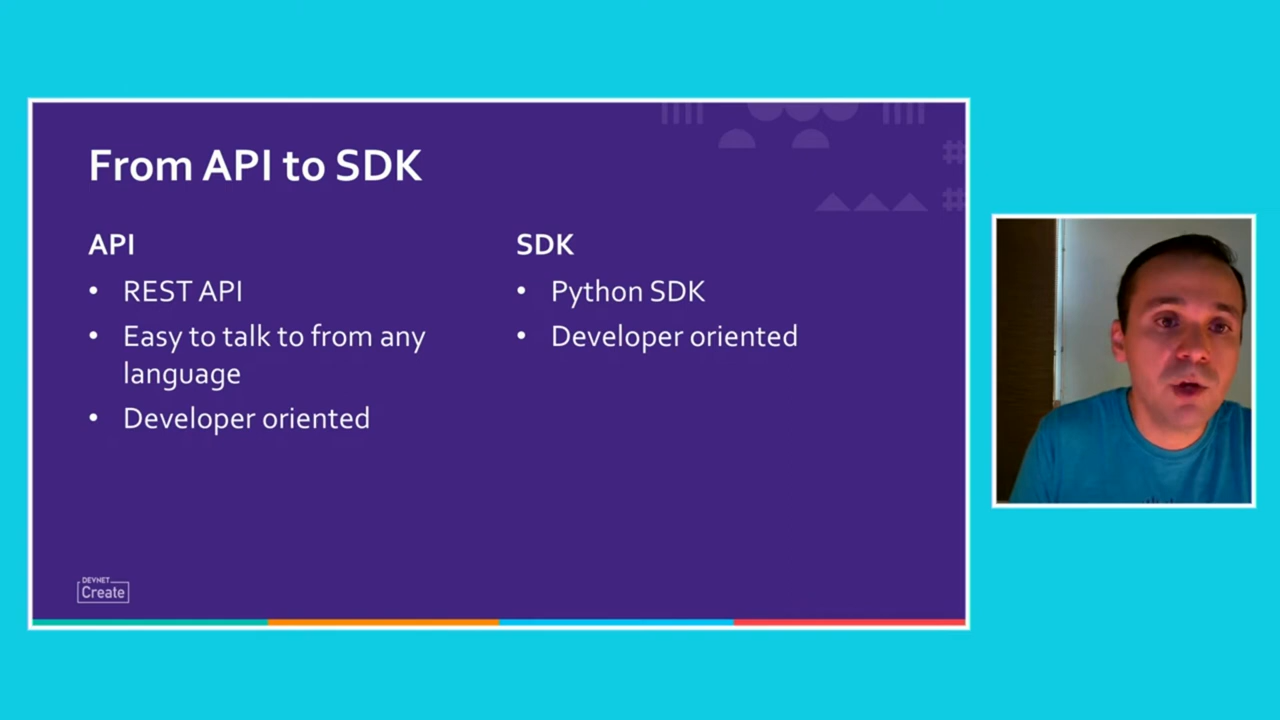 From API to SDK
API
• REST API
• Easy to talk to from any
language
• Developer oriented
SDK
• Python SDK
• Developer oriented
DEVNET
Create